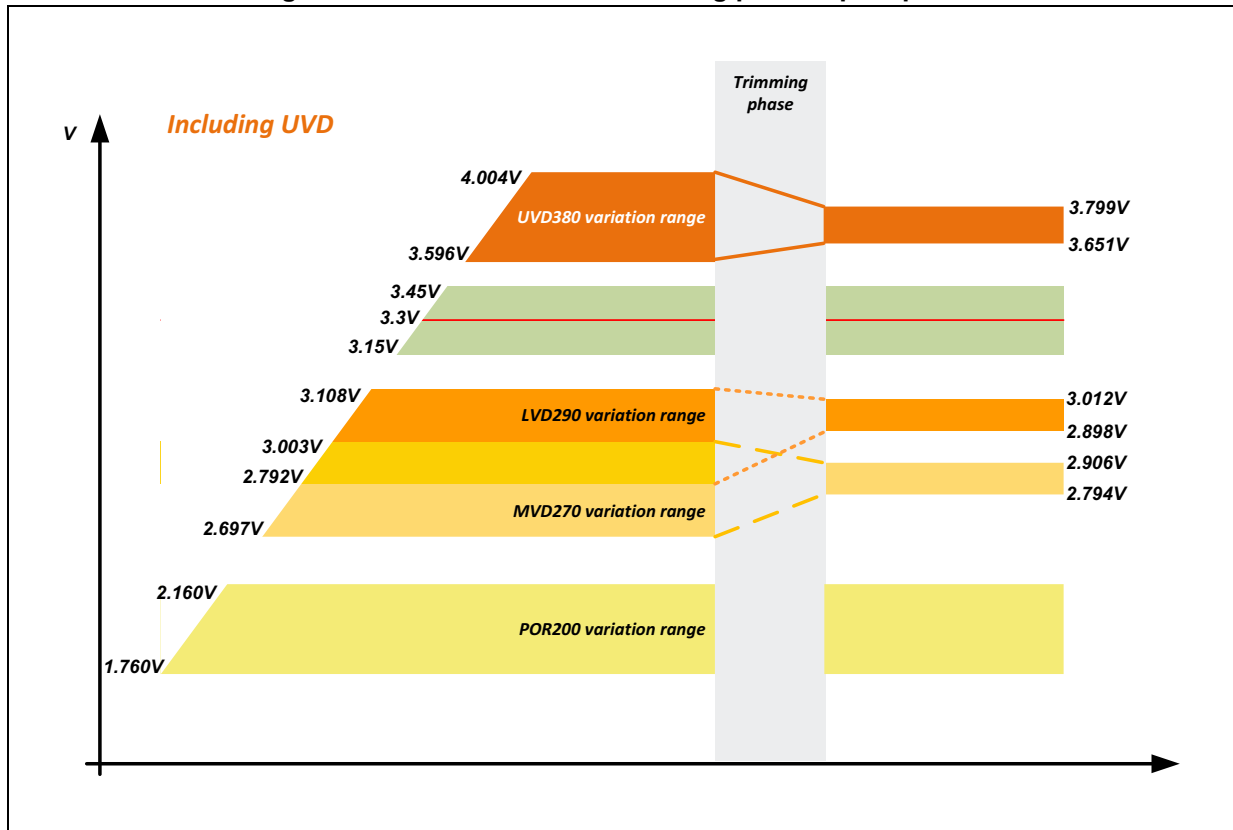 Trimming
phase
Including UVD
V
4.004V
UVD380 variation range
3.799V
3.596V
3.651V
3.45V
3.3V
3.15V
3.108V
LVD290 variation range
3.012V
2.898V
3.003V
2.906V
2.792V
2.794V
MVD270 variation range
2.697V
2.160V
POR200 variation range
1.760V